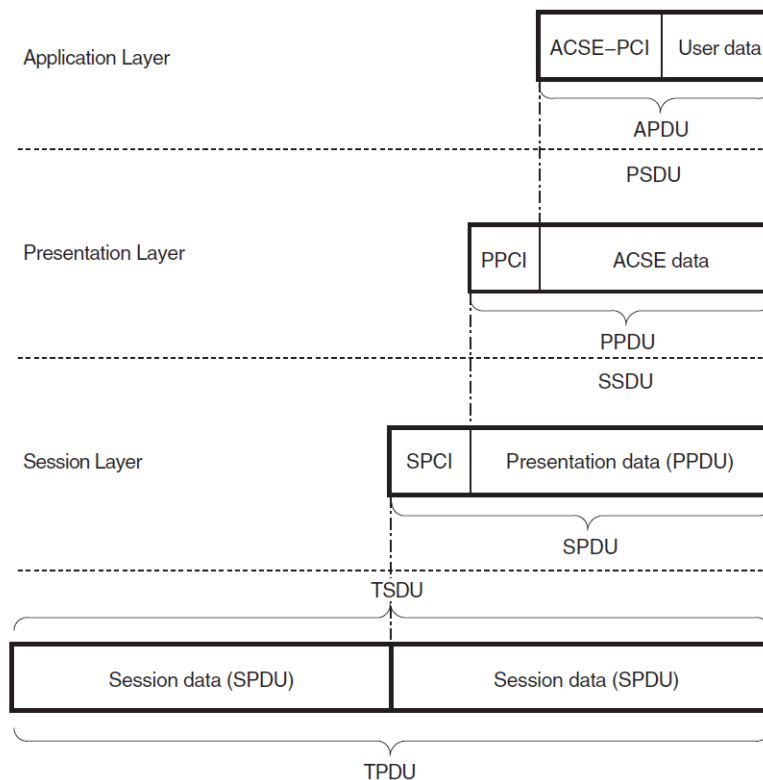 Application Layer
ACSE–PCI
User data
APDU
PSDU
Presentation Layer
PPCI
ACSE data
PPDU
SSDU
Session Layer
SPCI
Presentation data (PPDU)
SPDU
TSDU
Session data (SPDU)
Session data (SPDU)
TPDU